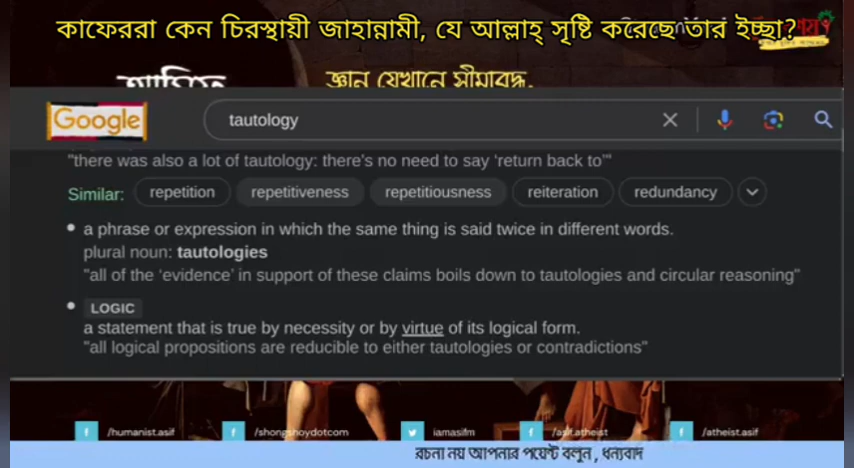 কাফেররা কেন চিরস্থায়ী জাহান্নামী, যে আল্লাহ্ সৃষ্টি করেছে তার ইচ্ছা?
আসিফ
জ্ঞান যেখানে সীমাবদ্ধ,
Google
tautology
"there was also a lot of tautology: there's no need to say 'return back to'"
Similar: repetition repetitiveness repetitiousness reiteration redundancy
a phrase or expression in which the same thing is said twice in different words.
plural noun: tautologies
"all of the 'evidence' in support of these claims boils down to tautologies and circular reasoning"
LOGIC
a statement that is true by necessity or by virtue of its logical form.
"all logical propositions are reducible to either tautologies or contradictions"
/humanist.asif /shongshoydotcom iamasifm /asif.atheist /atheist.asif
রচনা নয় আপনার পয়েন্ট বলুন , ধন্যবাদ